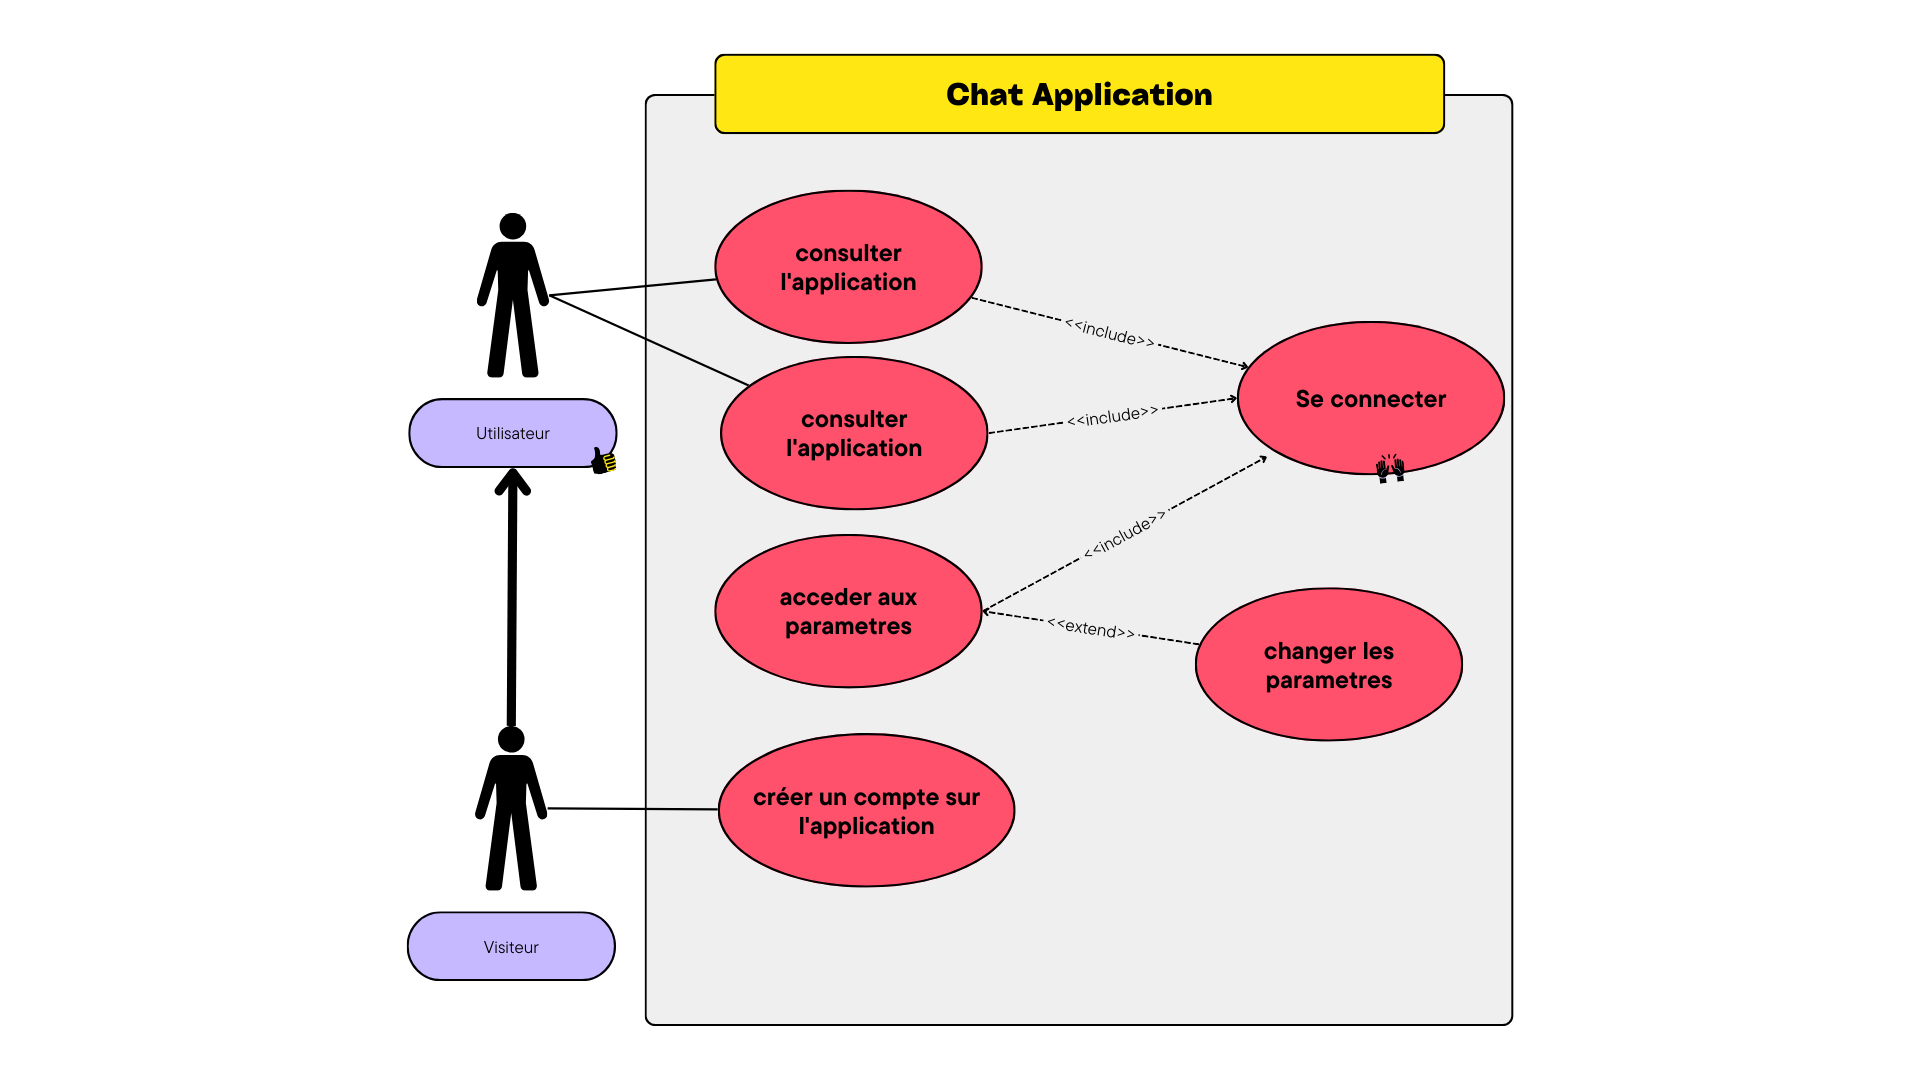 Chat Application
consulter
l'application
<<include>>
Se connecter
consulter
l'application
<<include>>
Utilisateur
<<include>>
acceder aux
parametres
<<extend>>
changer les
parametres
créer un compte sur
l'application
Visiteur